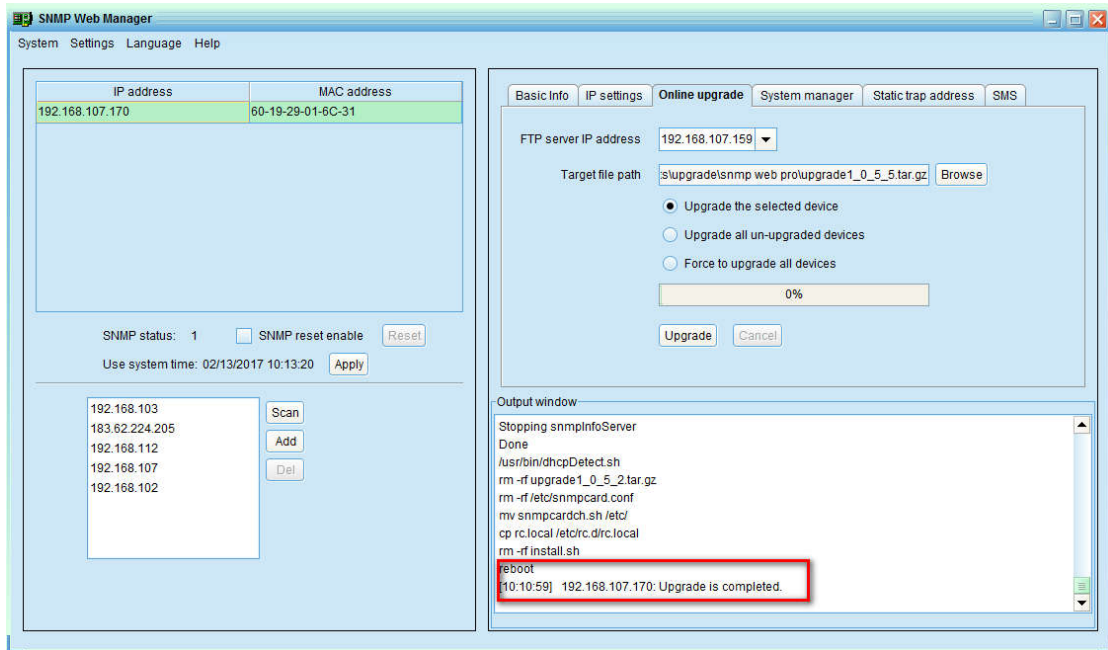 SNMP Web Manager
System Settings Language Help
IP address MAC address
192.168.107.170 60-19-29-01-6C-31
SNMP status: 1 SNMP reset enable Reset
Use system time: 02/13/2017 10:13:20 Apply
192.168.103
183.62.224.205
192.168.112
192.168.107
192.168.102
Scan
Add
Del
Basic Info IP settings Online upgrade System manager Static trap address SMS
FTP server IP address 192.168.107.159
Target file path :s\upgrade\snmp web pro\upgrade1_0_5_5.tar.gz Browse
Upgrade the selected device
Upgrade all un-upgraded devices
Force to upgrade all devices
0%
Upgrade Cancel
Output window
Stopping snmpInfoServer
Done
/usr/bin/dhcpDetect.sh
rm -rf upgrade1_0_5_2.tar.gz
rm -rf /etc/snmpcard.conf
mv snmpcardch.sh /etc/
cp rc.local /etc/rc.d/rc.local
rm -rf install.sh
reboot
[10:10:59] 192.168.107.170: Upgrade is completed.